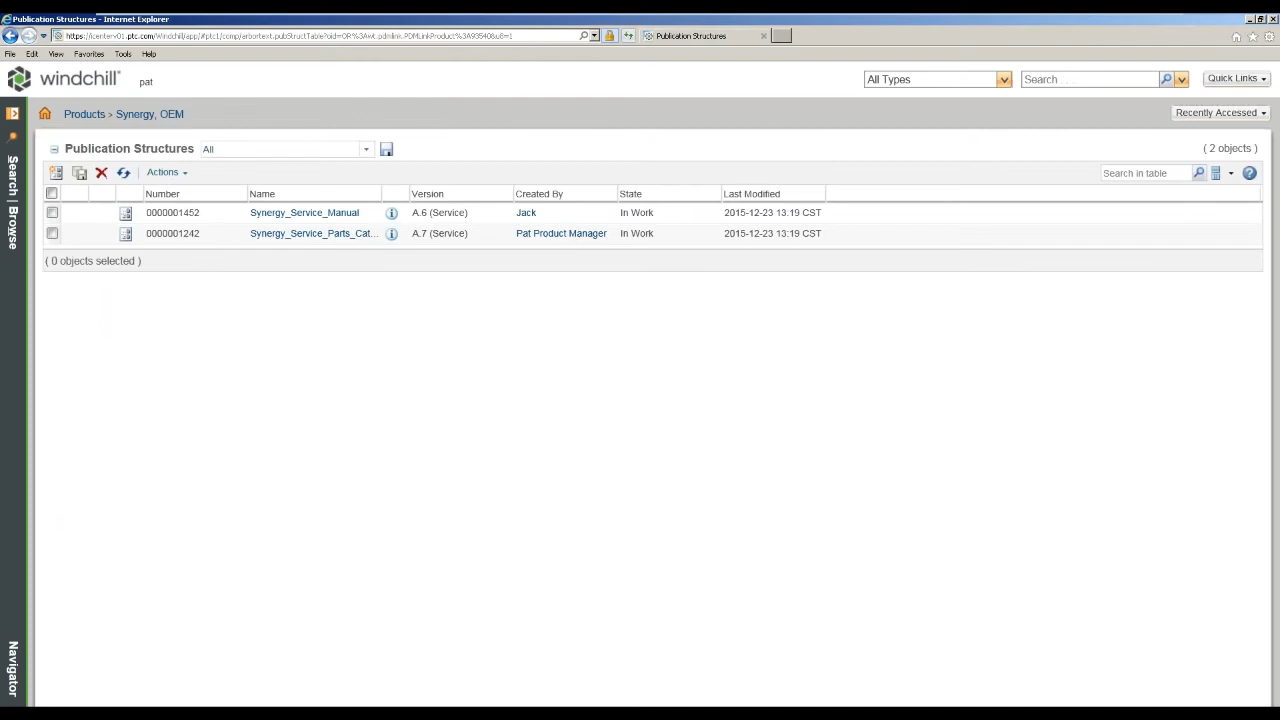 Publication Structures - Internet Explorer
Publication Structures
File Edit View Favorites Tools Help
windchill® pat All Types Search . . . Quick Links
Products > Synergy, OEM Recently Accessed
Publication Structures All ( 2 objects )
Actions Search in table
Number Name Version Created By State Last Modified
0000001452 Synergy_Service_Manual A.6 (Service) Jack In Work 2015-12-23 13:19 CST
0000001242 Synergy_Service_Parts_Cat... A.7 (Service) Pat Product Manager In Work 2015-12-23 13:19 CST
( 0 objects selected )
Search | Browse
Navigator